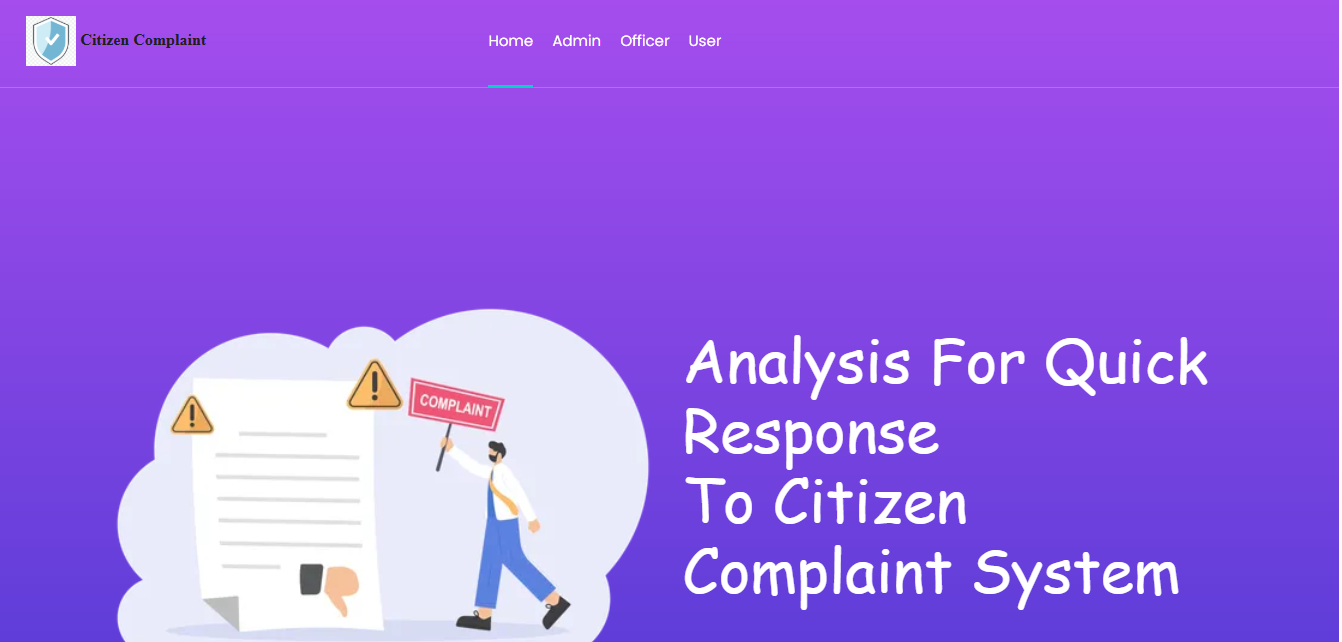 Citizen Complaint
Home Admin Officer User
COMPLAINT
Analysis For Quick
Response
To Citizen
Complaint System